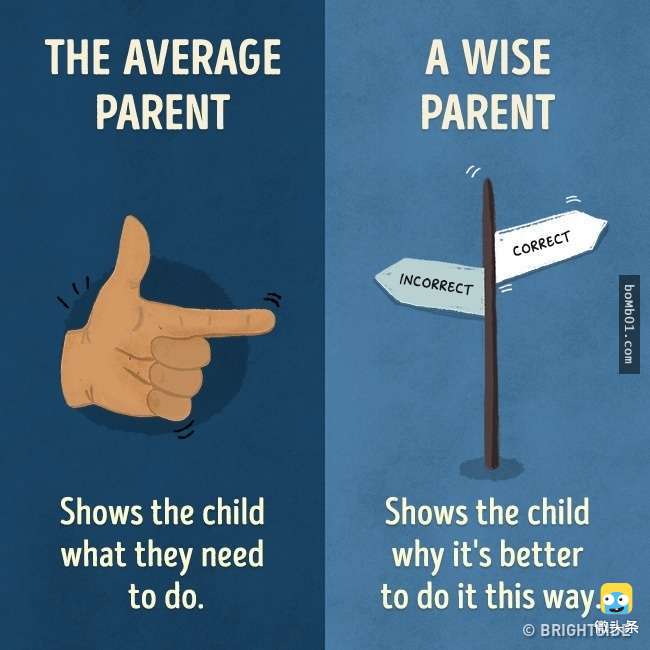 THE AVERAGE
PARENT
Shows the child
what they need
to do.
A WISE
PARENT
INCORRECT
CORRECT
Shows the child
why it's better
to do it this way.
boMb01.com
微头条
© BRIGHT